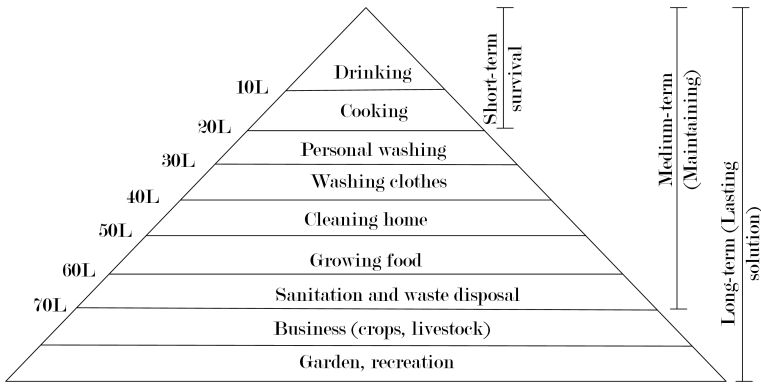 Drinking
10L
Cooking
20L
Personal washing
30L
Washing clothes
40L
Cleaning home
50L
Growing food
60L
Sanitation and waste disposal
70L
Business (crops, livestock)
Garden, recreation
Short-term
survival
Medium-term
(Maintaining)
Long-term (Lasting
solution)